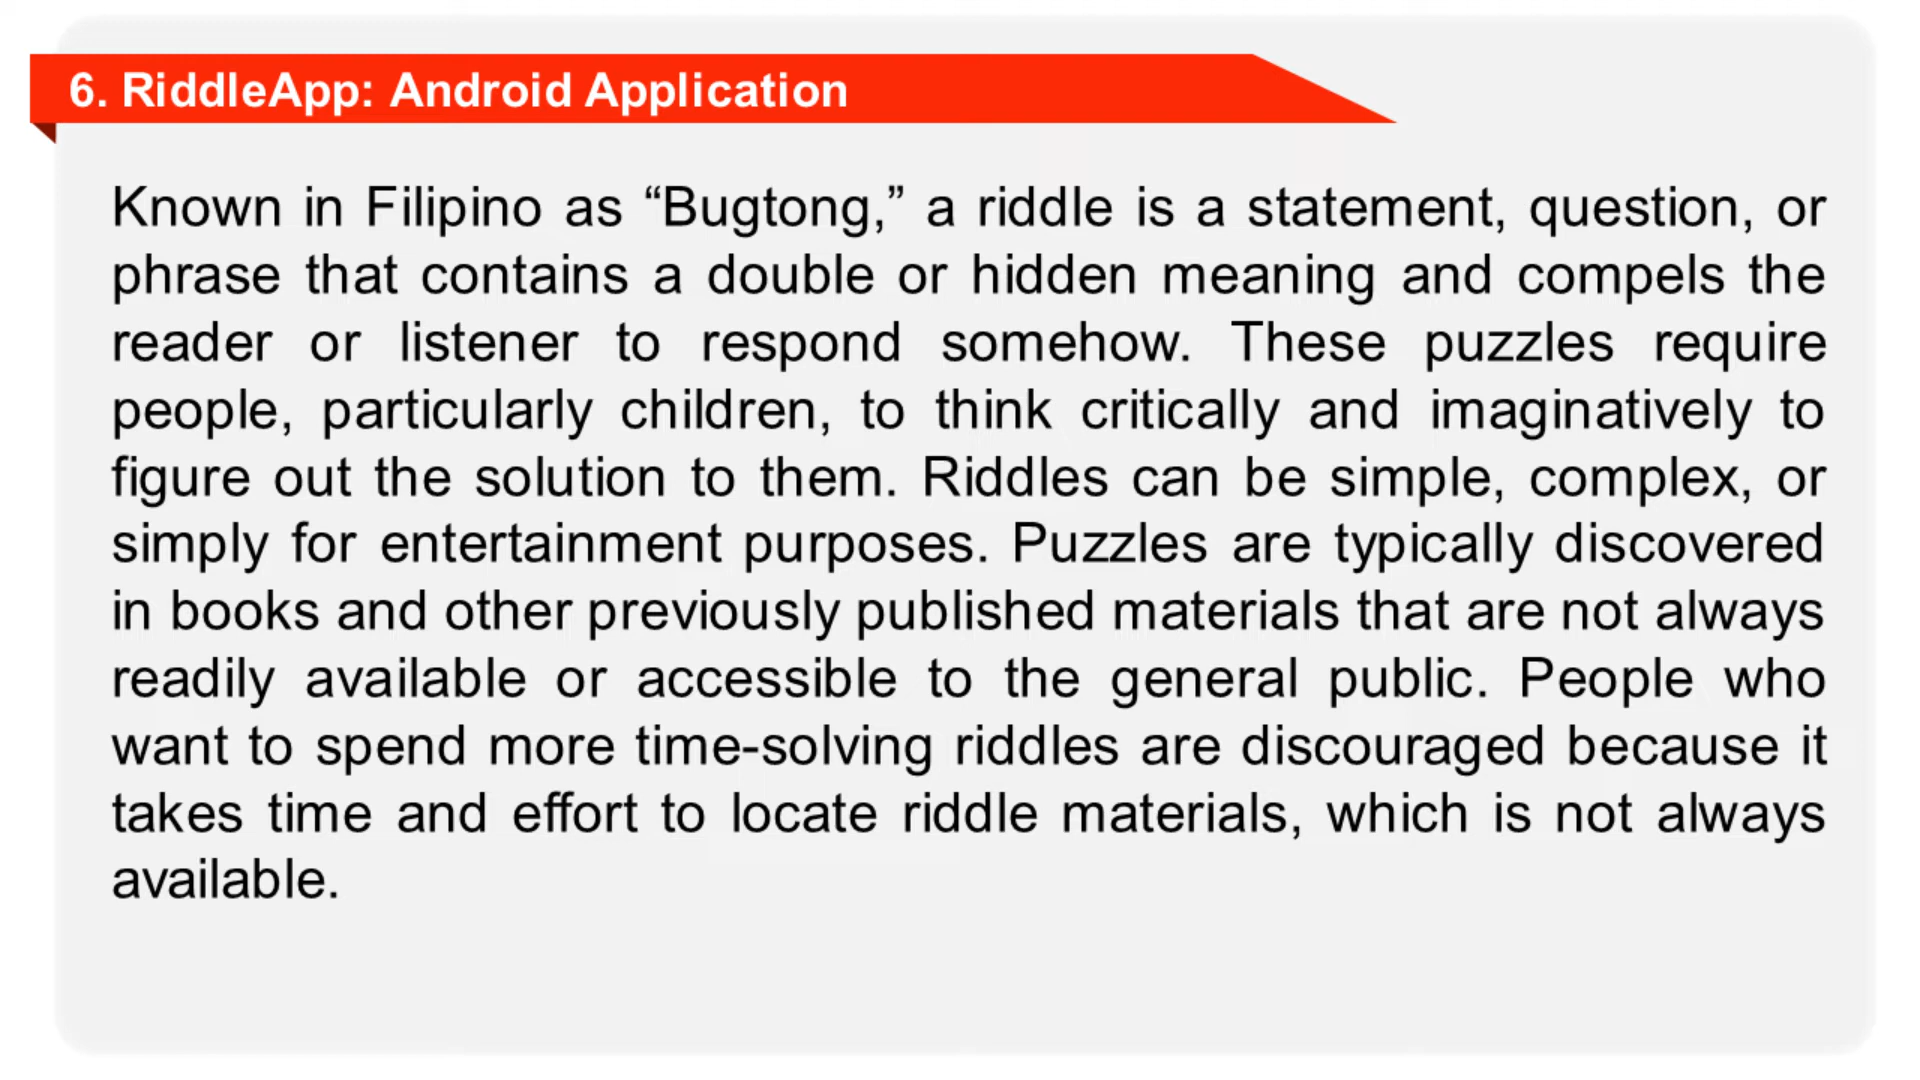 6. RiddleApp: Android Application
Known in Filipino as “Bugtong,” a riddle is a statement, question, or
phrase that contains a double or hidden meaning and compels the
reader or listener to respond somehow. These puzzles require
people, particularly children, to think critically and imaginatively to
figure out the solution to them. Riddles can be simple, complex, or
simply for entertainment purposes. Puzzles are typically discovered
in books and other previously published materials that are not always
readily available or accessible to the general public. People who
want to spend more time-solving riddles are discouraged because it
takes time and effort to locate riddle materials, which is not always
available.